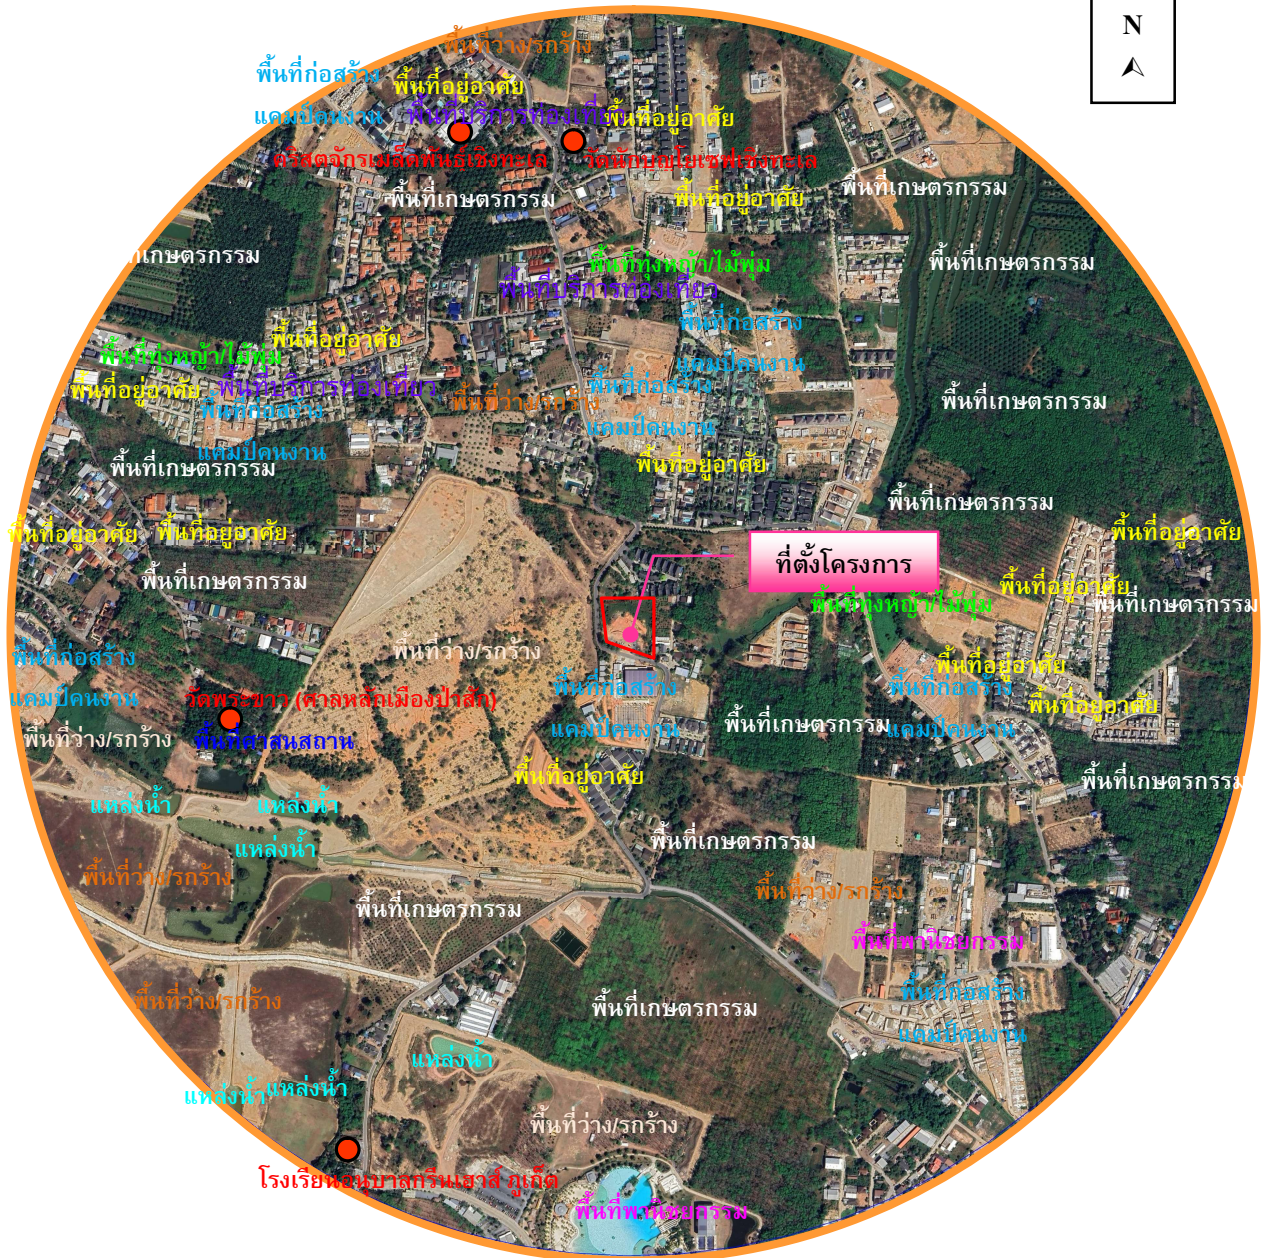 N
พื้นที่ว่าง/รกร้าง
พื้นที่ก่อสร้าง
แคมป์คนงาน
พื้นที่อยู่อาศัย
พื้นที่บริการท่องเที่ยว
พื้นที่อยู่อาศัย
คริสตจักรเมล็ดพันธุ์เชิงทะเล
วัดนักบุญโยเซฟเชิงทะเล
พื้นที่เกษตรกรรม
พื้นที่อยู่อาศัย
พื้นที่เกษตรกรรม
เกษตรกรรม
พื้นที่ทุ่งหญ้า/ไม้พุ่ม
พื้นที่เกษตรกรรม
พื้นที่บริการท่องเที่ยว
พื้นที่ก่อสร้าง
แคมป์คนงาน
พื้นที่อยู่อาศัย
พื้นที่ทุ่งหญ้า/ไม้พุ่ม
พื้นที่อยู่อาศัย
พื้นที่บริการท่องเที่ยว
พื้นที่ก่อสร้าง
แคมป์คนงาน
พื้นที่ว่าง/รกร้าง
พื้นที่ก่อสร้าง
แคมป์คนงาน
พื้นที่เกษตรกรรม
พื้นที่เกษตรกรรม
พื้นที่อยู่อาศัย
พื้นที่เกษตรกรรม
พื้นที่อยู่อาศัย
พื้นที่อยู่อาศัย
พื้นที่อยู่อาศัย
ที่ตั้งโครงการ
พื้นที่เกษตรกรรม
พื้นที่ทุ่งหญ้า/ไม้พุ่ม
พื้นที่อยู่อาศัย
พื้นที่เกษตรกรรม
พื้นที่ก่อสร้าง
แคมป์คนงาน
พื้นที่ว่าง/รกร้าง
พื้นที่อยู่อาศัย
วัดพระขาว (ศาลหลักเมืองป่าสัก)
พื้นที่ก่อสร้าง
แคมป์คนงาน
พื้นที่ก่อสร้าง
แคมป์คนงาน
พื้นที่อยู่อาศัย
พื้นที่ว่าง/รกร้าง
พื้นที่ศาสนสถาน
พื้นที่เกษตรกรรม
พื้นที่อยู่อาศัย
พื้นที่เกษตรกรรม
แหล่งน้ำ
แหล่งน้ำ
แหล่งน้ำ
พื้นที่เกษตรกรรม
พื้นที่ว่าง/รกร้าง
พื้นที่ว่าง/รกร้าง
พื้นที่เกษตรกรรม
พื้นที่พานิชยกรรม
พื้นที่ว่าง/รกร้าง
พื้นที่เกษตรกรรม
พื้นที่ก่อสร้าง
แคมป์คนงาน
แหล่งน้ำ
แหล่งน้ำ
แหล่งน้ำ
พื้นที่ว่าง/รกร้าง
โรงเรียนอนุบาลกรีนเฮาส์ ภูเก็ต
พื้นที่พานิชยกรรม